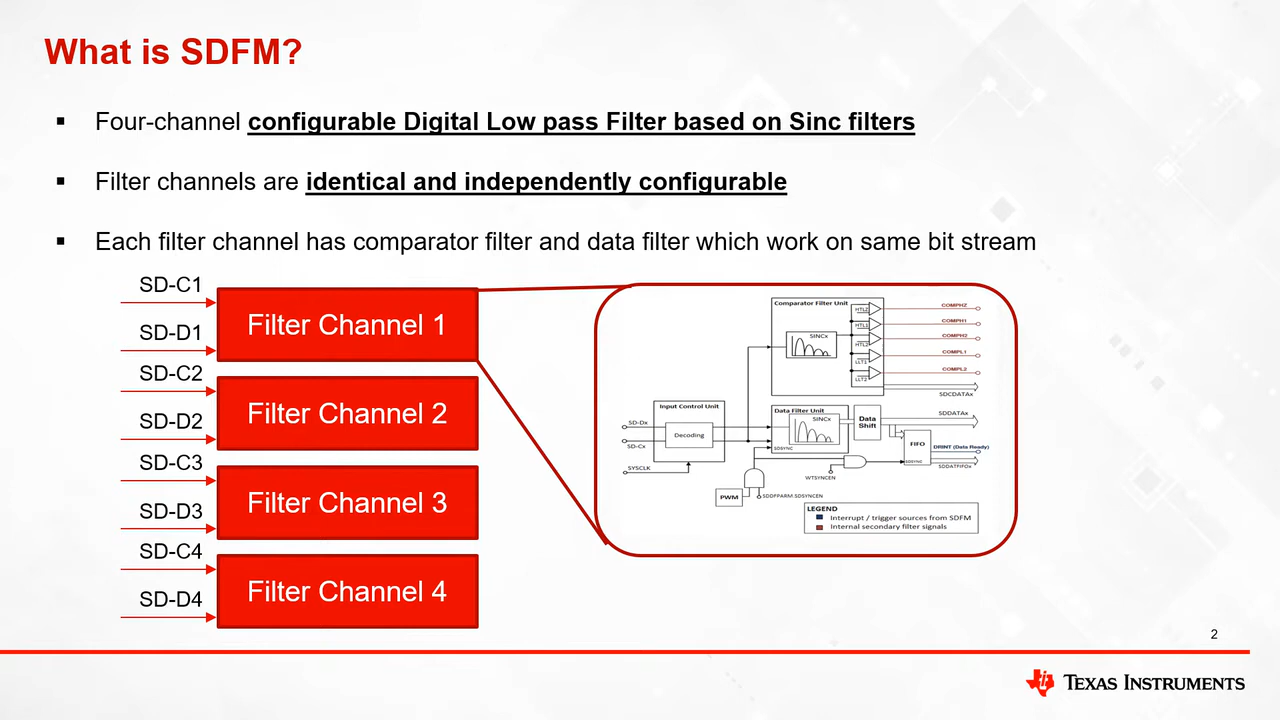 What is SDFM?
▪ Four-channel configurable Digital Low pass Filter based on Sinc filters
▪ Filter channels are identical and independently configurable
▪ Each filter channel has comparator filter and data filter which work on same bit stream
SD-C1
SD-D1
Filter Channel 1
SD-C2
SD-D2
Filter Channel 2
SD-C3
SD-D3
Filter Channel 3
SD-C4
SD-D4
Filter Channel 4
Comparator Filter Unit
SINCx
HTLZ
HTL1
HTL2
LLT1
LLT2
COMPHZ
COMPH1
COMPH2
COMPL1
COMPL2
SDCDATAx
Input Control Unit
Decoding
SD-Dx
SD-Cx
SYSCLK
Data Filter Unit
SINCx
SDSYNC
Data
Shift
SDDATAx
FIFO
SDSYNC
DRINT (Data Ready)
SDDATFIFOx
WTSYNCEN
PWM
SDDFPARM.SDSYNCEN
LEGEND
Interrupt / trigger sources from SDFM
Internal secondary filter signals
2
TEXAS INSTRUMENTS